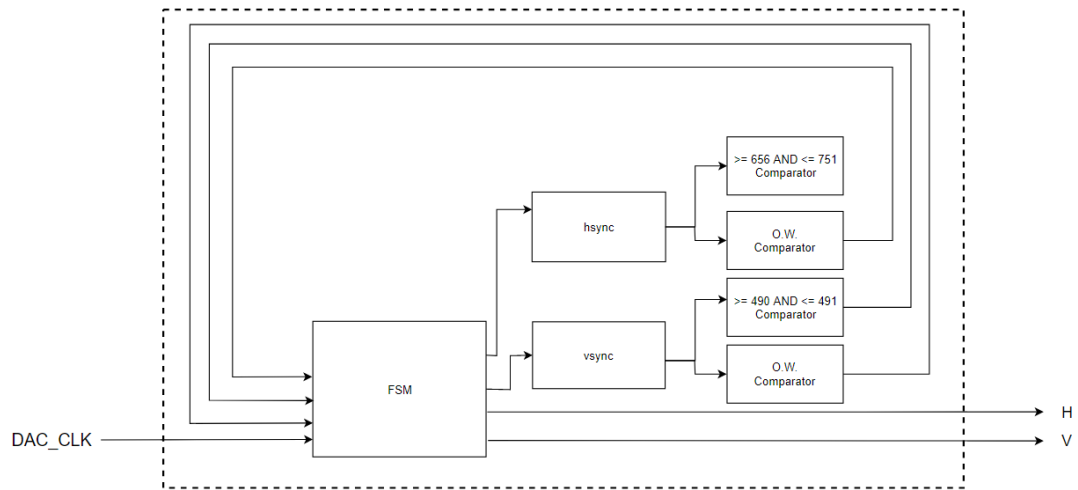 >= 656 AND <= 751
Comparator
hsync
O.W.
Comparator
>= 490 AND <= 491
Comparator
vsync
O.W.
Comparator
FSM
H
DAC_CLK
V